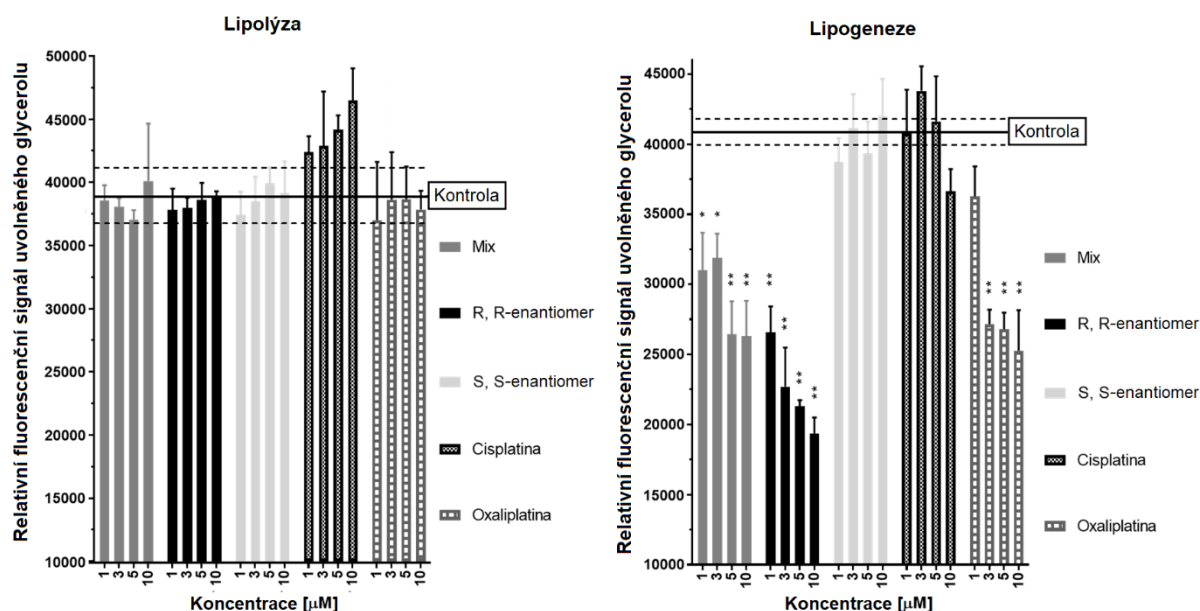 Lipolýza
Relativní fluorescenční signál uvolněného glycerolu
50000
45000
40000
35000
30000
25000
20000
15000
10000
Kontrola
Mix
R, R-enantiomer
S, S-enantiomer
Cisplatina
Oxaliplatina
1 3 5 10 1 3 5 10 1 3 5 10 1 3 5 10 1 3 5 10
Koncentrace [µM]
Lipogeneze
Relativní fluorescenční signál uvolněného glycerolu
45000
40000
35000
30000
25000
20000
15000
10000
Kontrola
* * ** ** ** ** ** ** ** ** **
Mix
R, R-enantiomer
S, S-enantiomer
Cisplatina
Oxaliplatina
1 3 5 10 1 3 5 10 1 3 5 10 1 3 5 10 1 3 5 10
Koncentrace [µM]